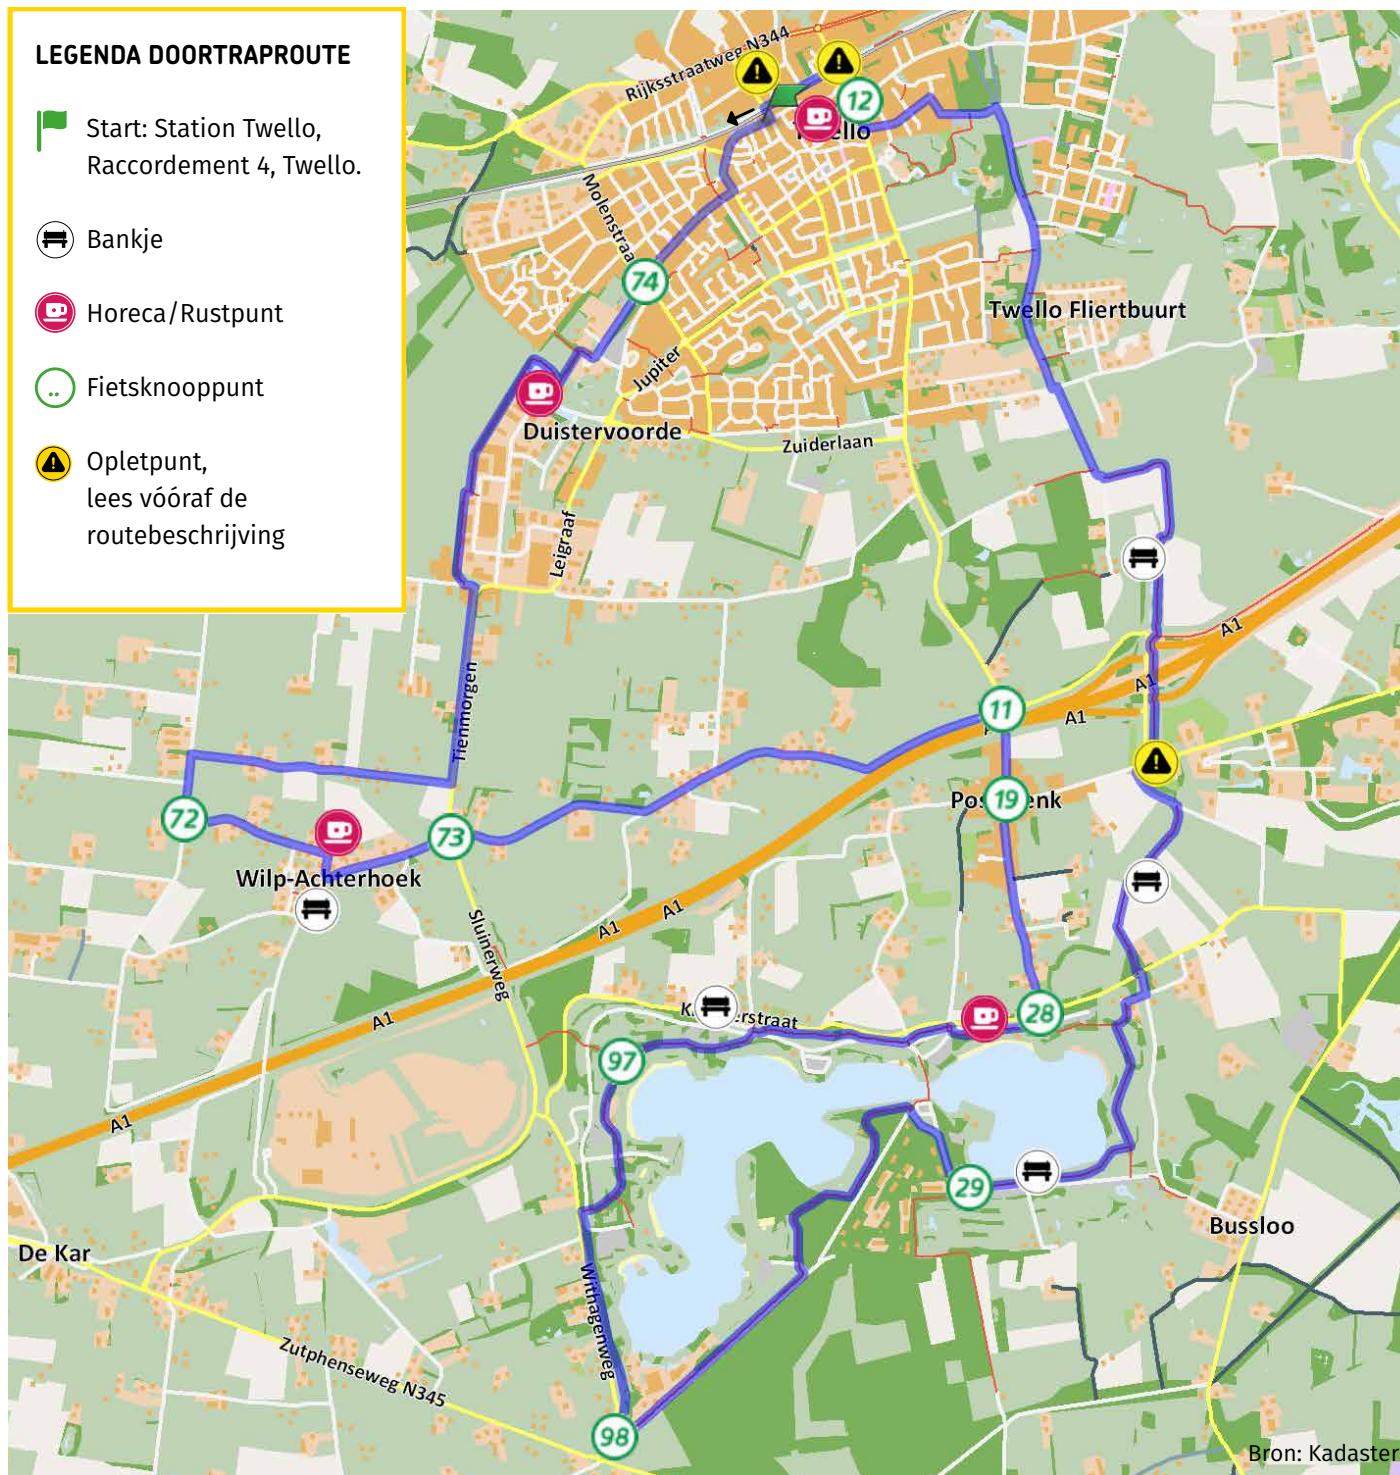 LEGENDA DOORTRAPROUTE
Start: Station Twello,
Raccordement 4, Twello.
Bankje
Horeca/Rustpunt
..
Fietsknooppunt
Opletpunt,
lees vóóraf de
routebeschrijving
Rijksstraatweg N344
12
Molenstraa
74
Twello Fliertbuurt
Jupiter
Duistervoorde
Zuiderlaan
Leigraaf
A1
Tienmorgen
A1
11
A1
72
19
73
Wilp-Achterhoek
A1
A1
Sluinerweg
28
A1
97
A1
29
Bussloo
De Kar
Withagenweg
Zutphenseweg N345
98
Bron: Kadaster